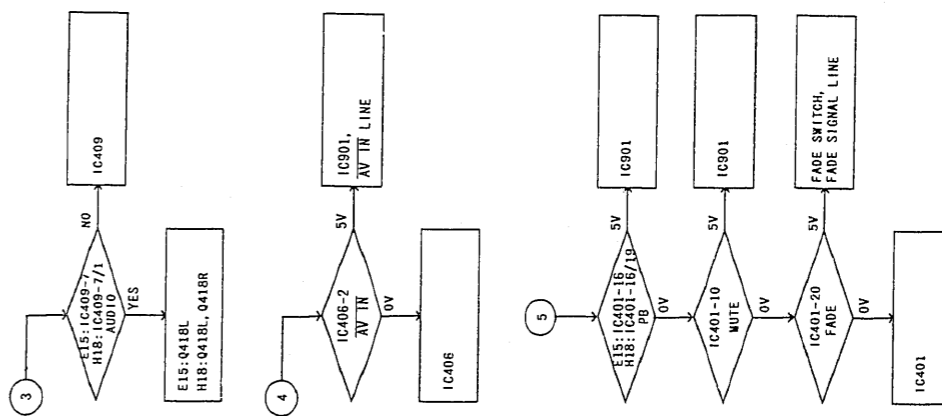 3
E15:IC409-7
H18:IC409-7/1
AUDIO
NO
IC409
YES
E15:Q418L
H18:Q418L, Q418R
4
IC406-2
AV IN
5V
IC901,
AV IN LINE
0V
IC406
5
E15:IC401-16
H18:IC401-16/19
PB
5V
IC901
0V
IC401-10
MUTE
5V
IC901
0V
IC401-20
FADE
5V
FADE SWITCH,
FADE SIGNAL LINE
0V
IC401